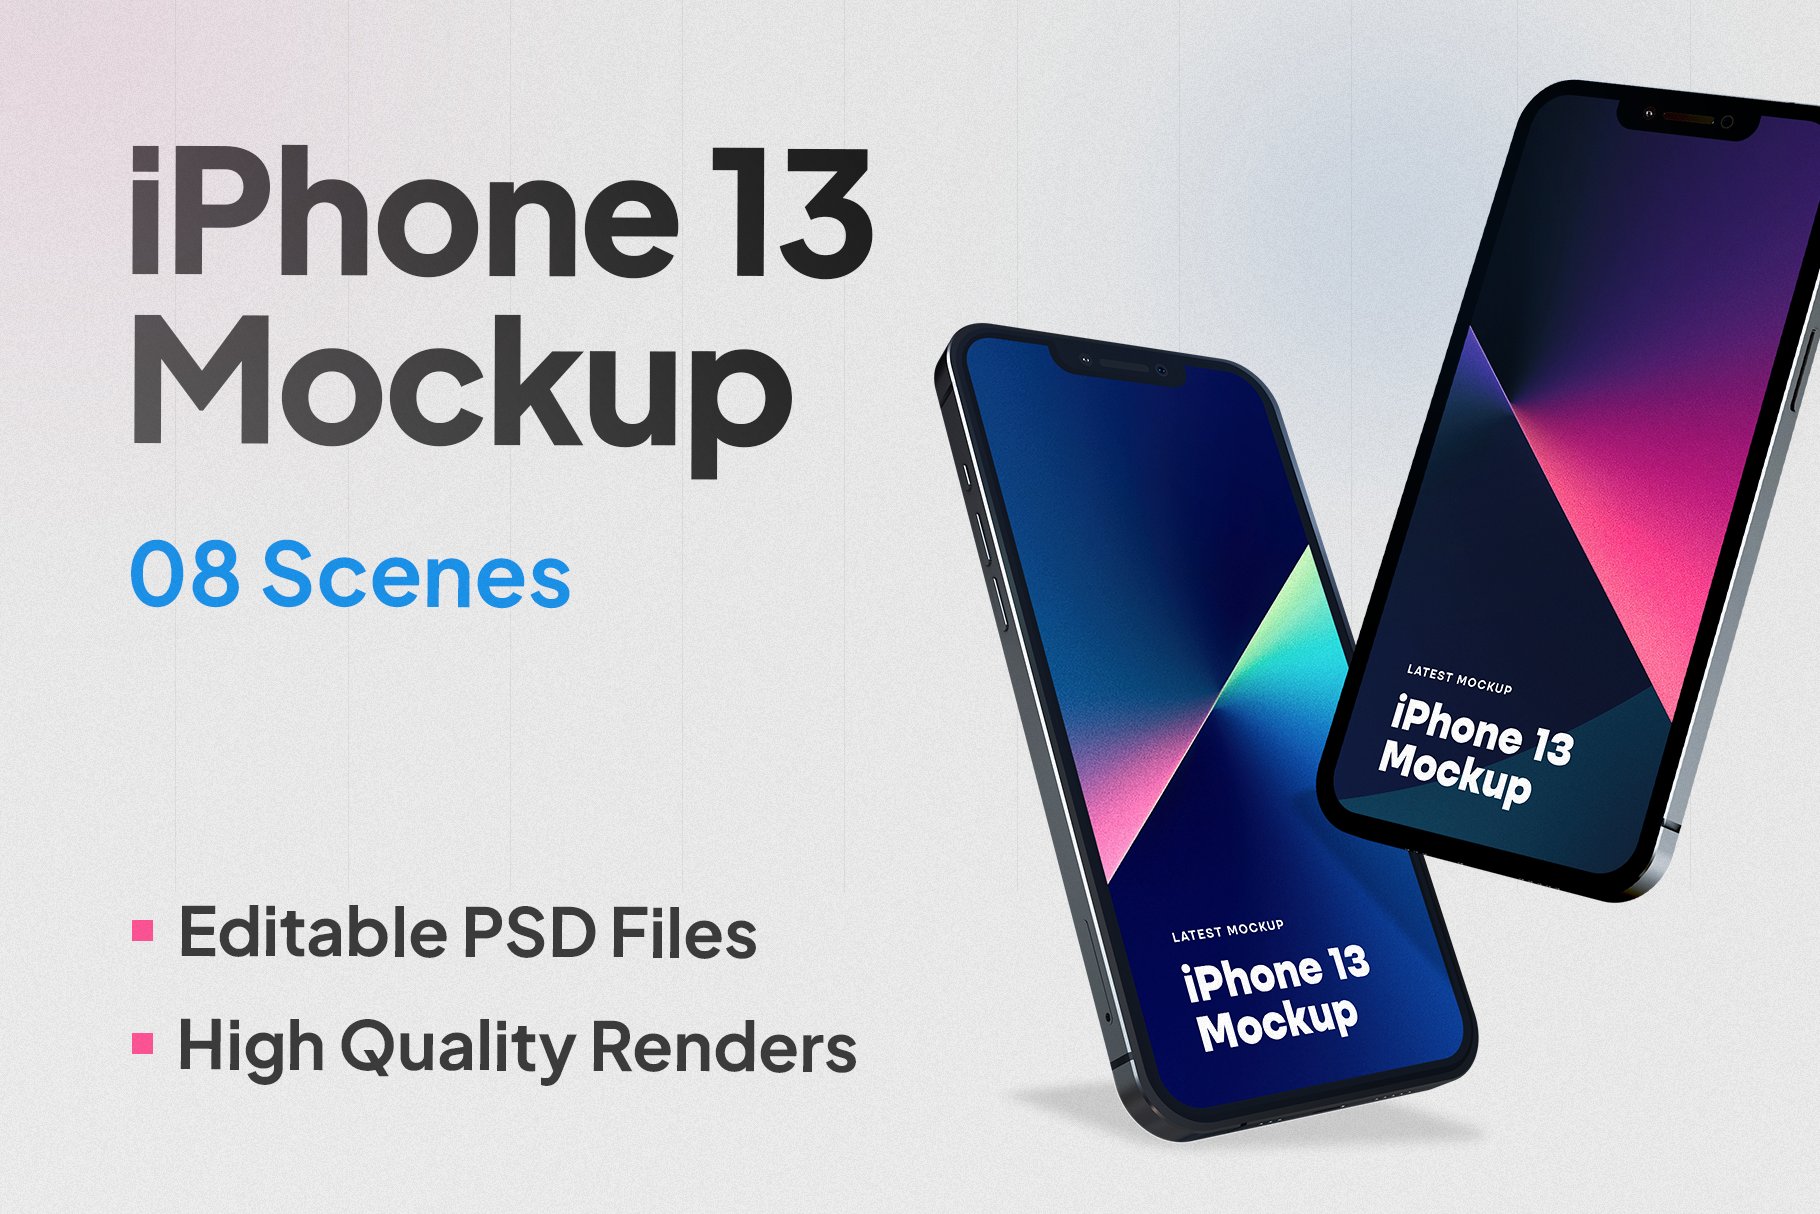 iPhone 13
Mockup
08 Scenes
Editable PSD Files
High Quality Renders
LATEST MOCKUP
iPhone 13
Mockup
LATEST MOCKUP
iPhone 13
Mockup